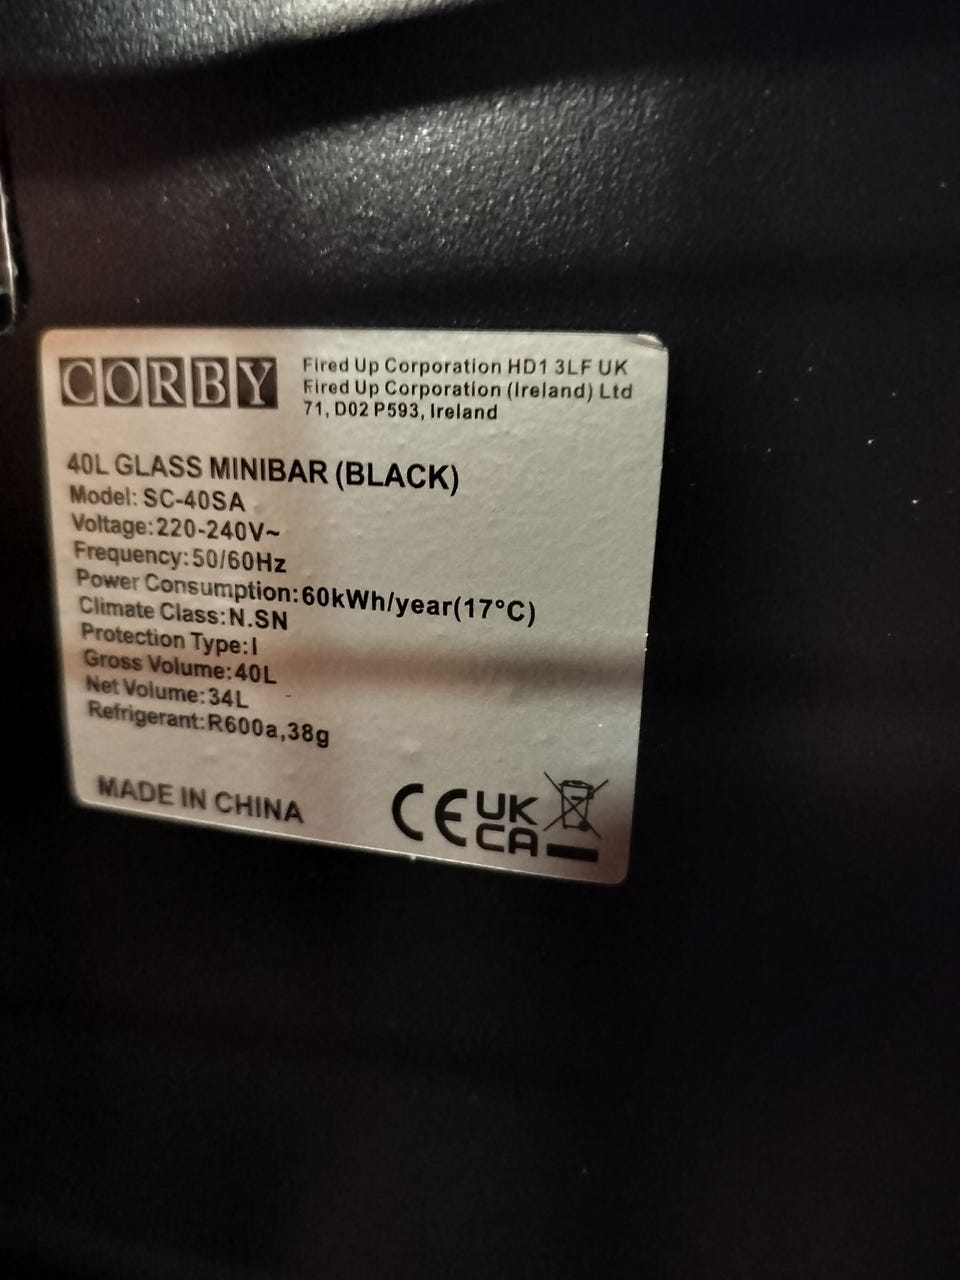 CORBY
Fired Up Corporation HD1 3LF UK
Fired Up Corporation (Ireland) Ltd
71, D02 P593, Ireland
40L GLASS MINIBAR (BLACK)
Model: SC-40SA
Voltage:220-240V~
Frequency:50/60Hz
Power Consumption:60kWh/year(17°C)
Climate Class:N.SN
Protection Type:I
Gross Volume:40L
Net Volume:34L
Refrigerant:R600a,38g
MADE IN CHINA
CE UK
CA